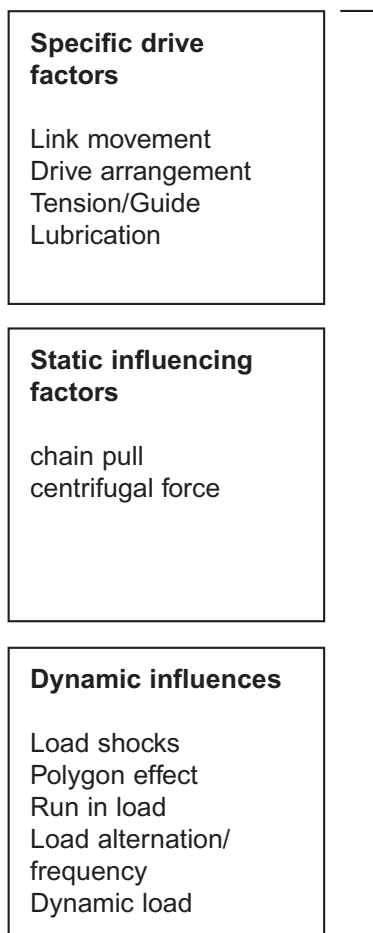 Specific drive
factors
Link movement
Drive arrangement
Tension/Guide
Lubrication
Static influencing
factors
chain pull
centrifugal force
Dynamic influences
Load shocks
Polygon effect
Run in load
Load alternation/
frequency
Dynamic load